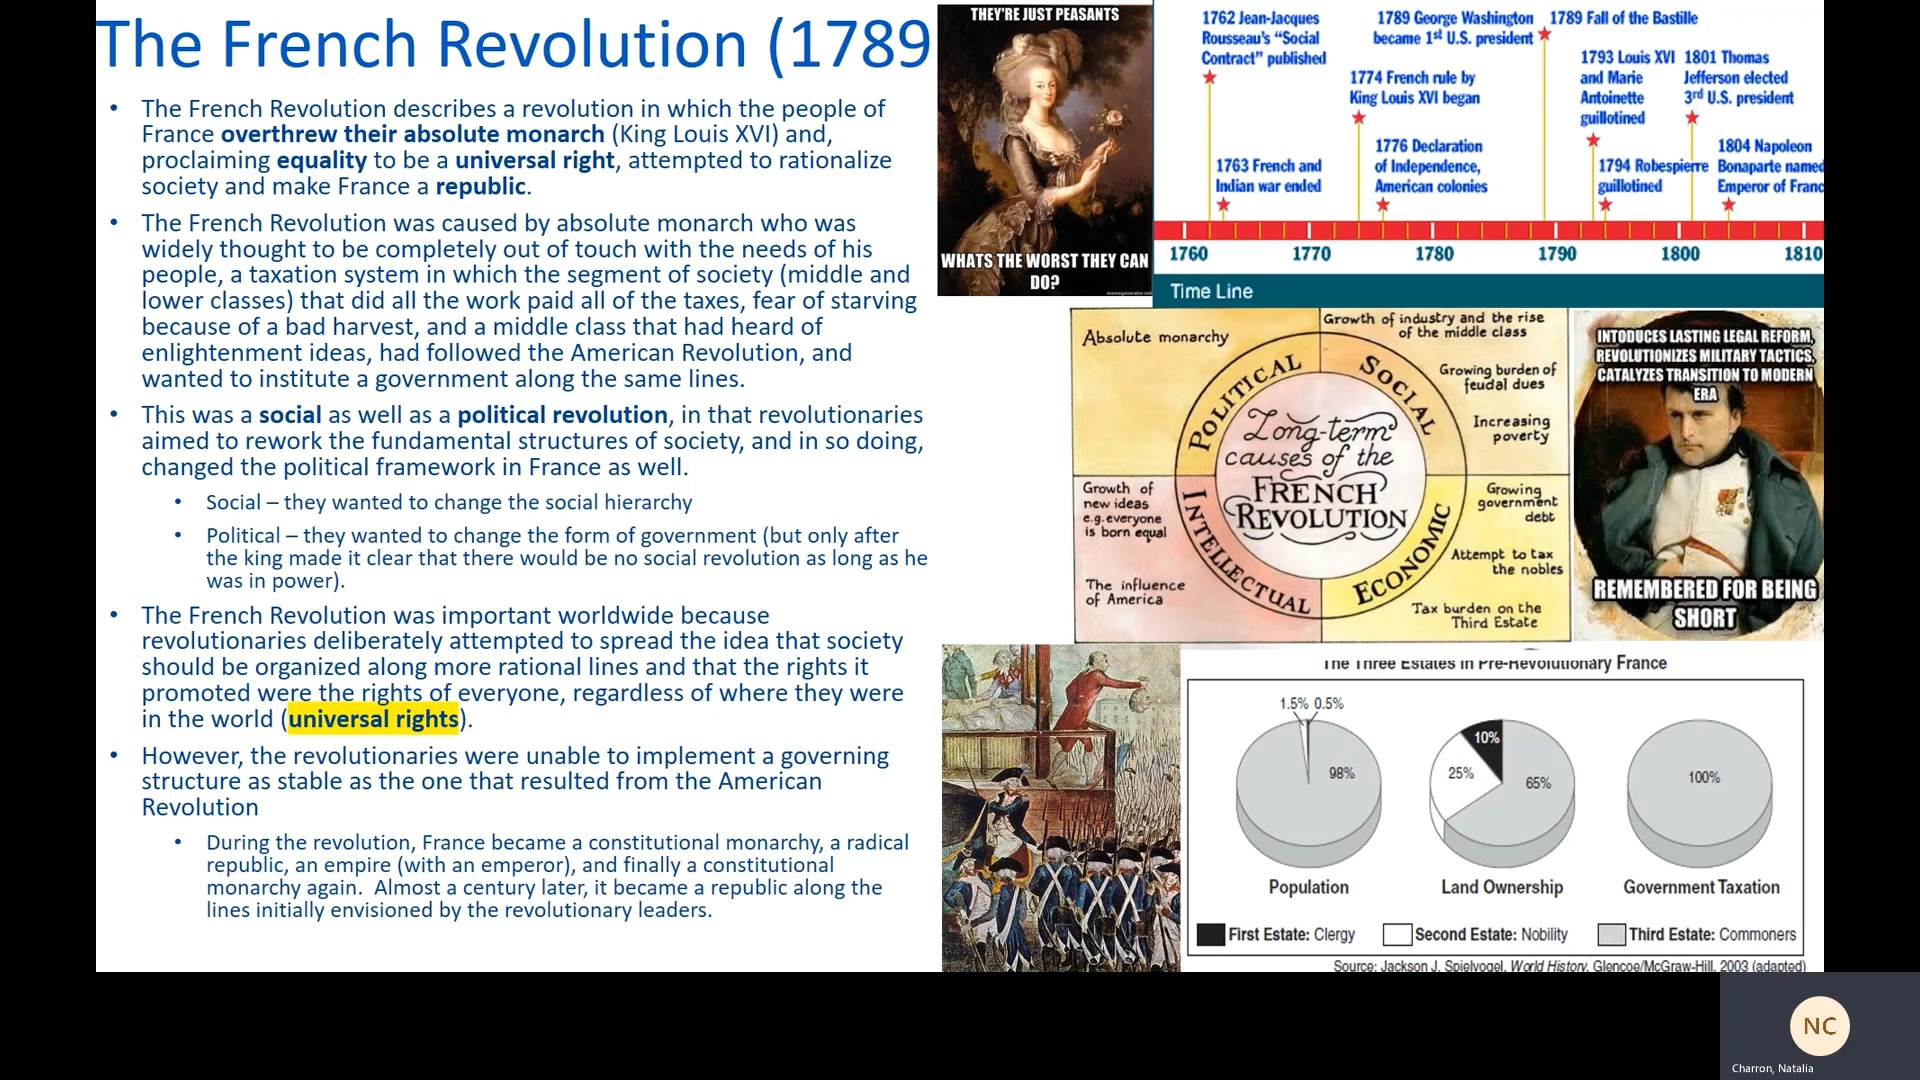 The French Revolution (1789
• The French Revolution describes a revolution in which the people of
France overthrew their absolute monarch (King Louis XVI) and,
proclaiming equality to be a universal right, attempted to rationalize
society and make France a republic.
• The French Revolution was caused by absolute monarch who was
widely thought to be completely out of touch with the needs of his
people, a taxation system in which the segment of society (middle and
lower classes) that did all the work paid all of the taxes, fear of starving
because of a bad harvest, and a middle class that had heard of
enlightenment ideas, had followed the American Revolution, and
wanted to institute a government along the same lines.
• This was a social as well as a political revolution, in that revolutionaries
aimed to rework the fundamental structures of society, and in so doing,
changed the political framework in France as well.
• Social – they wanted to change the social hierarchy
• Political – they wanted to change the form of government (but only after
the king made it clear that there would be no social revolution as long as he
was in power).
• The French Revolution was important worldwide because
revolutionaries deliberately attempted to spread the idea that society
should be organized along more rational lines and that the rights it
promoted were the rights of everyone, regardless of where they were
in the world (universal rights).
• However, the revolutionaries were unable to implement a governing
structure as stable as the one that resulted from the American
Revolution
• During the revolution, France became a constitutional monarchy, a radical
republic, an empire (with an emperor), and finally a constitutional
monarchy again. Almost a century later, it became a republic along the
lines initially envisioned by the revolutionary leaders.
THEY'RE JUST PEASANTS
WHATS THE WORST THEY CAN
DO?
1762 Jean-Jacques
Rousseau's “Social
Contract” published
1763 French and
Indian war ended
1774 French rule by
King Louis XVI began
1776 Declaration
of Independence,
American colonies
1789 George Washington
became 1st U.S. president
1789 Fall of the Bastille
1793 Louis XVI
and Marie
Antoinette
guillotined
1794 Robespierre
guillotined
1801 Thomas
Jefferson elected
3rd U.S. president
1804 Napoleon
Bonaparte named
Emperor of Franc
1760 1770 1780 1790 1800 1810
Time Line
Absolute monarchy
Growth of industry and the rise
of the middle class
Growing burden of
feudal dues
Increasing
poverty
POLITICAL
SOCIAL
Long-term
causes of the
FRENCH
REVOLUTION
INTELLECTUAL
ECONOMIC
Growth of
new ideas
e.g. everyone
is born equal
The influence
of America
Growing
government
debt
Attempt to tax
the nobles
Tax burden on the
Third Estate
INTODUCES LASTING LEGAL REFORM,
REVOLUTIONIZES MILITARY TACTICS,
CATALYZES TRANSITION TO MODERN
ERA
REMEMBERED FOR BEING
SHORT
The Three Estates in Pre-Revolutionary France
1.5% 0.5%
98%
10%
25%
65%
100%
Population
Land Ownership
Government Taxation
First Estate: Clergy
Second Estate: Nobility
Third Estate: Commoners
Source: Jackson J. Spielvogel, World History, Glencoe/McGraw-Hill, 2003 (adapted)
NC
Charron, Natalia